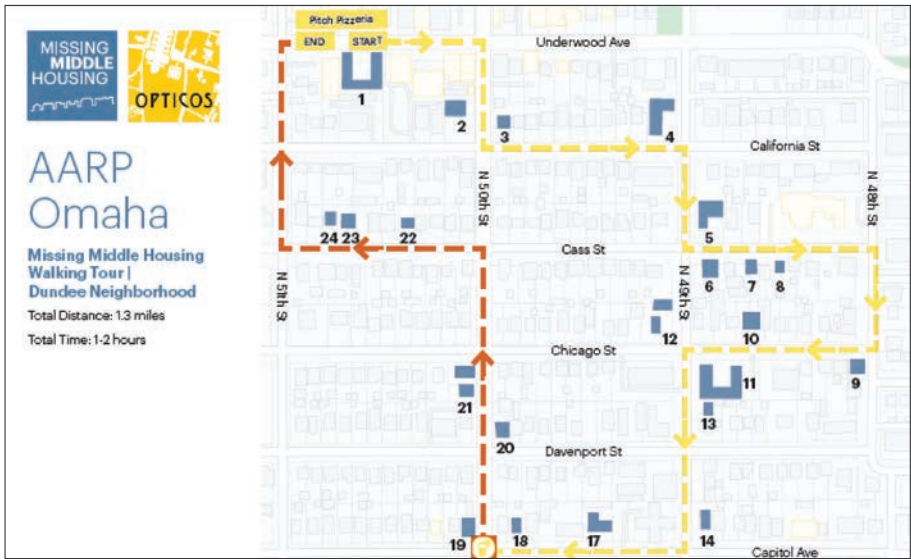 MISSING
MIDDLE
HOUSING
OPTICOS
AARP
Omaha
Missing Middle Housing
Walking Tour |
Dundee Neighborhood
Total Distance: 1.3 miles
Total Time: 1-2 hours
Pitch Pizzeria
END START
Underwood Ave
1
2
3
4
California St
N 50th St
N 48th St
5
24 23 22
Cass St
N 51th St
N 49th St
6 7 8
12
10
Chicago St
11
9
21
13
20
Davenport St
19
18
17
14
Capitol Ave